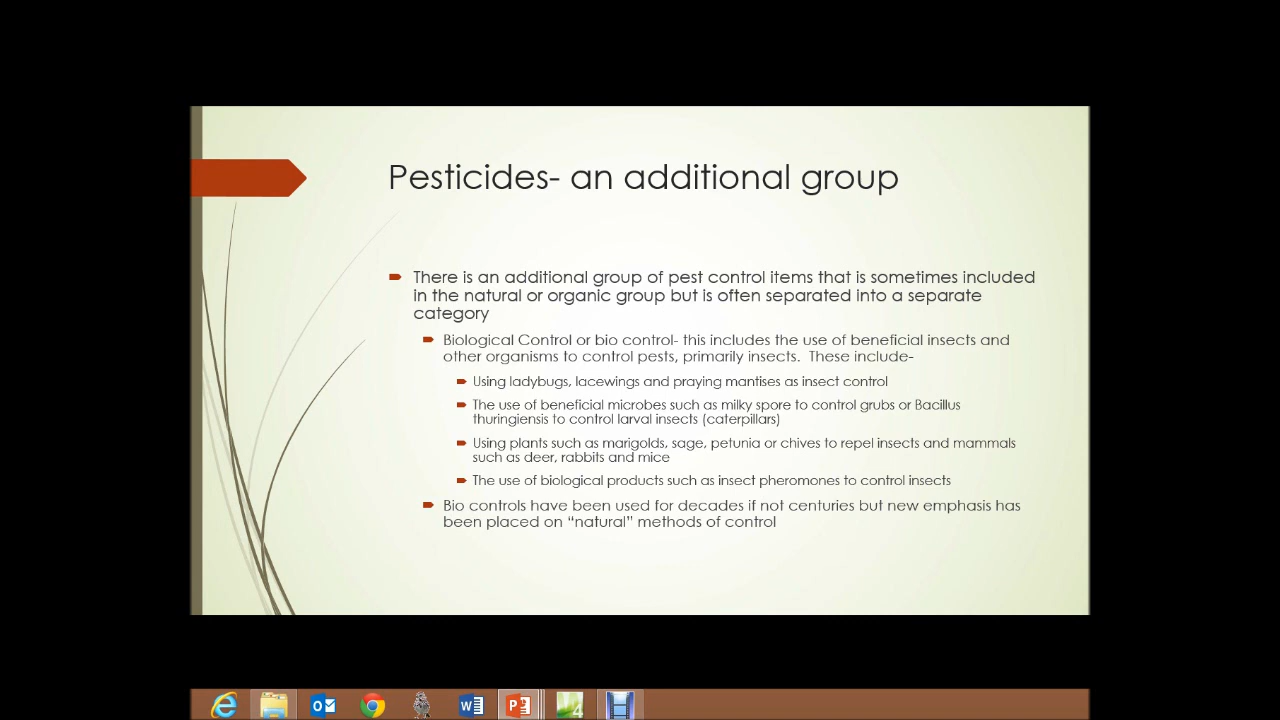 Pesticides- an additional group
There is an additional group of pest control items that is sometimes included
in the natural or organic group but is often separated into a separate
category
Biological Control or bio control- this includes the use of beneficial insects and
other organisms to control pests, primarily insects.  These include-
Using ladybugs, lacewings and praying mantises as insect control
The use of beneficial microbes such as milky spore to control grubs or Bacillus
thuringiensis to control larval insects (caterpillars)
Using plants such as marigolds, sage, petunia or chives to repel insects and mammals
such as deer, rabbits and mice
The use of biological products such as insect pheromones to control insects
Bio controls have been used for decades if not centuries but new emphasis has
been placed on “natural” methods of control